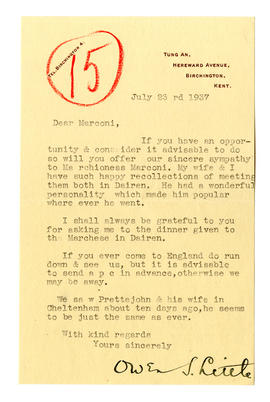 TEL. BIRCHINGTON 4.
15
TUNG AN,
HEREWARD AVENUE,
BIRCHINGTON,
KENT.
July 23 rd 1937
Dear Marconi,
If you have an oppor-
tunity & consider it advisable to do
so will you offer our sincere sympathy
to Ma rchioness Marconi. My wife & I
have such happy recollections of meeting
them both in Dairen. He had a wonderful
personality which made him popular
where ever he went.
I shall always be grateful to you
for asking me to the dinner given to
the Marchese in Dairen.
If you ever come to England do run
down & see us, but it is advisable
to send a p c in advance,otherwise we
may be away.
We sa w Prettejohn & his wife in
Cheltenham about ten days ago,he seems
to be just the same as ever.
With kind regards
Yours sincerely
Owen S. Little